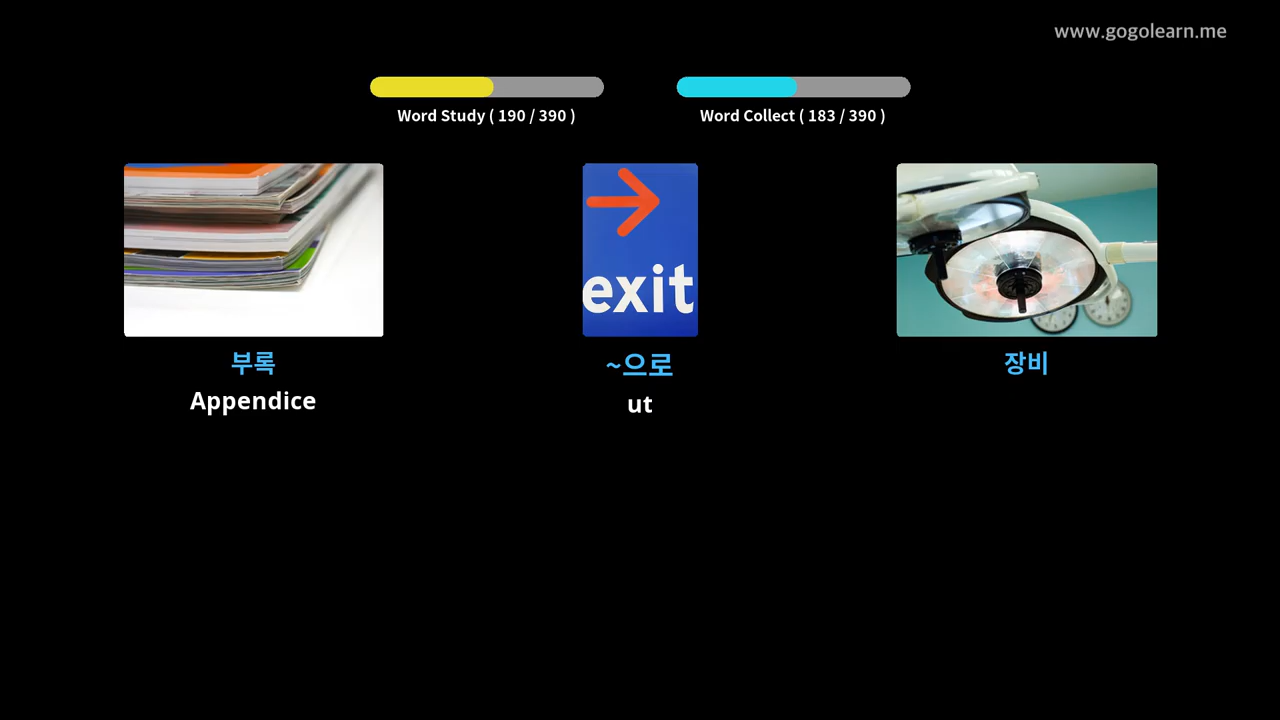 www.gogolearn.me
Word Study ( 190 / 390 )
Word Collect ( 183 / 390 )
exit
부록
~으로
장비
Appendice
ut